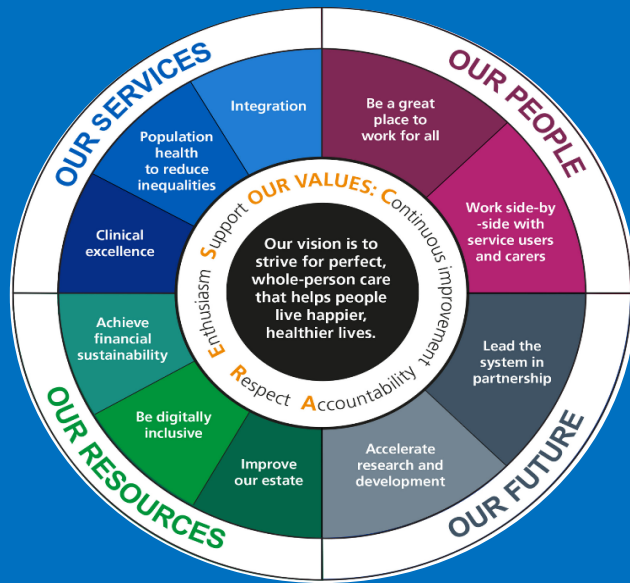 OUR SERVICES
Integration
Population
health
to reduce
inequalities
Clinical
excellence
OUR PEOPLE
Be a great
place to
work for all
Work side-by
-side with
service users
and carers
OUR VALUES:
Continuous improvement
Accountability
Respect
Enthusiasm
Support
Our vision is to
strive for perfect,
whole-person care
that helps people
live happier,
healthier lives.
Achieve
financial
sustainability
Be digitally
inclusive
Improve
our estate
OUR RESOURCES
Lead the
system in
partnership
Accelerate
research and
development
OUR FUTURE